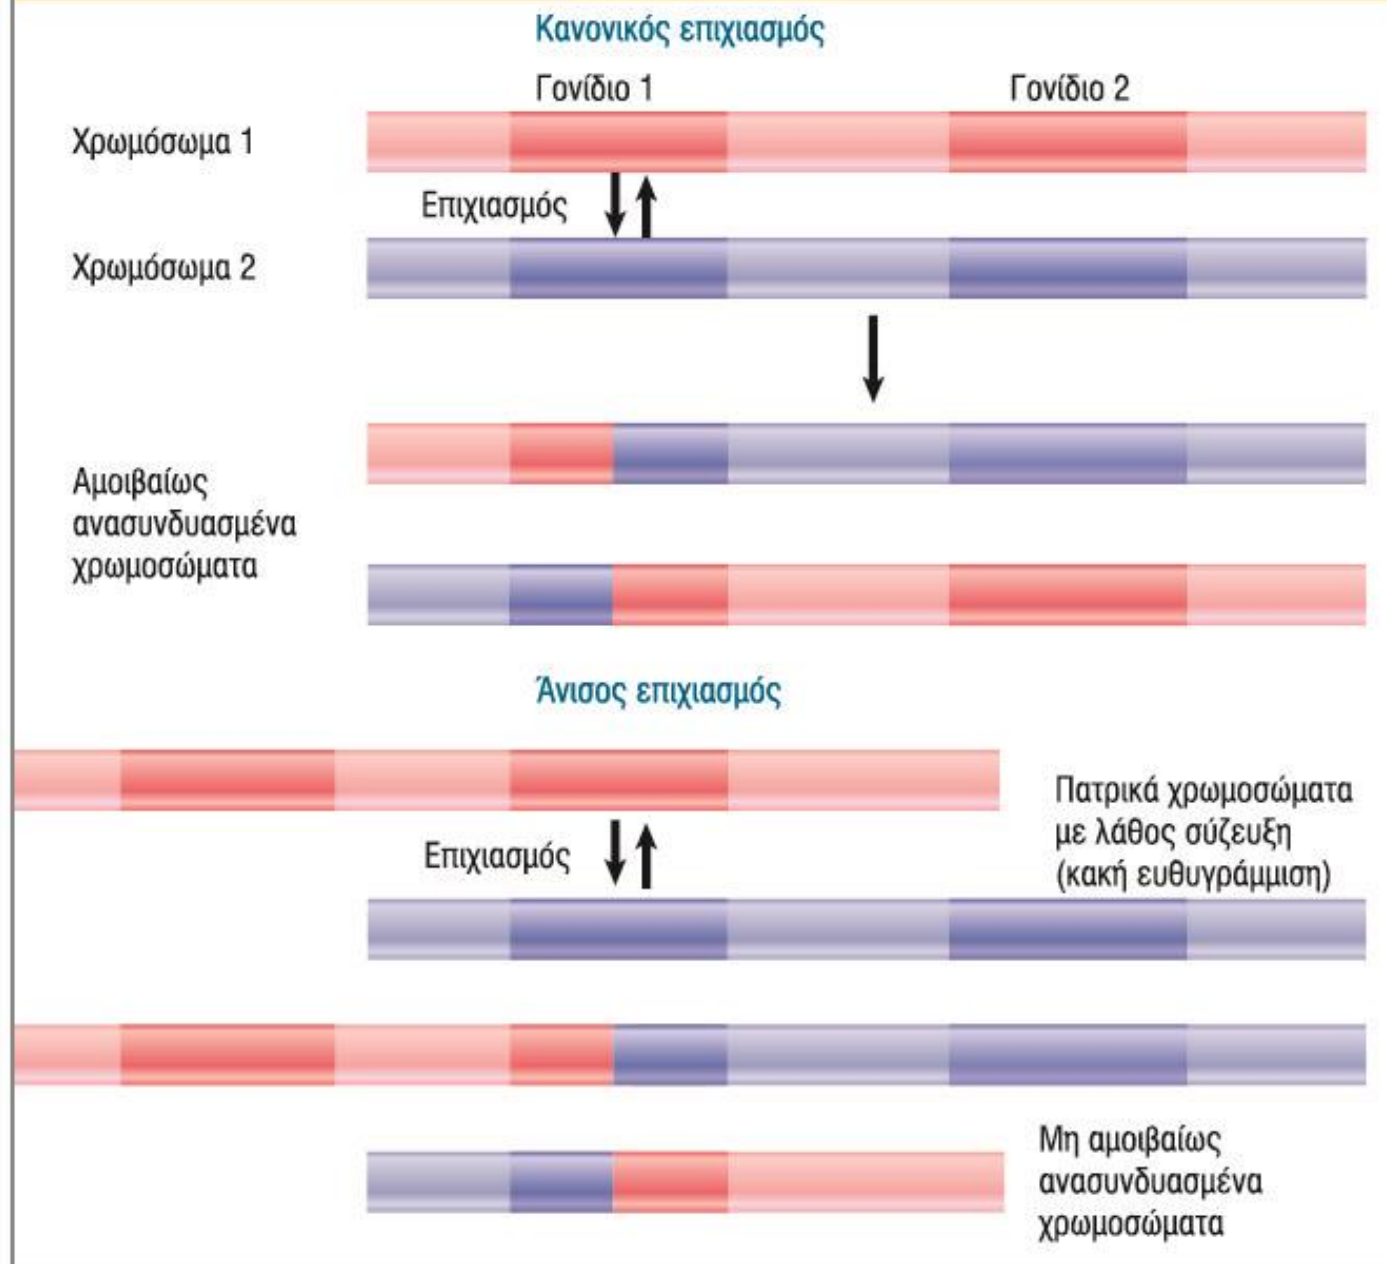 Κανονικός επιχιασμός
Γονίδιο 1
Γονίδιο 2
Χρωμόσωμα 1
Επιχιασμός
Χρωμόσωμα 2
Αμοιβαίως
ανασυνδυασμένα
χρωμοσώματα
Άνισος επιχιασμός
Πατρικά χρωμοσώματα
με λάθος σύζευξη
(κακή ευθυγράμμιση)
Επιχιασμός
Μη αμοιβαίως
ανασυνδυασμένα
χρωμοσώματα